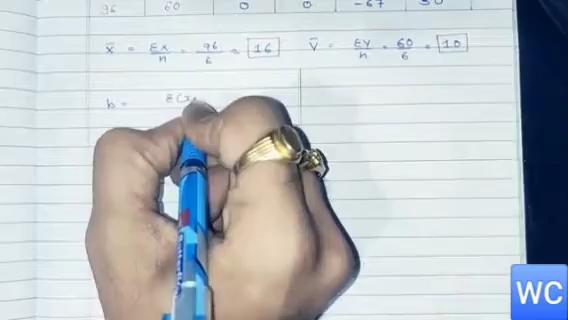 96 60 0 0 -67 50
x̄ = Σx/n = 96/6 = 16 ȳ = Σy/n = 60/6 = 10
b = Σ(x
WC